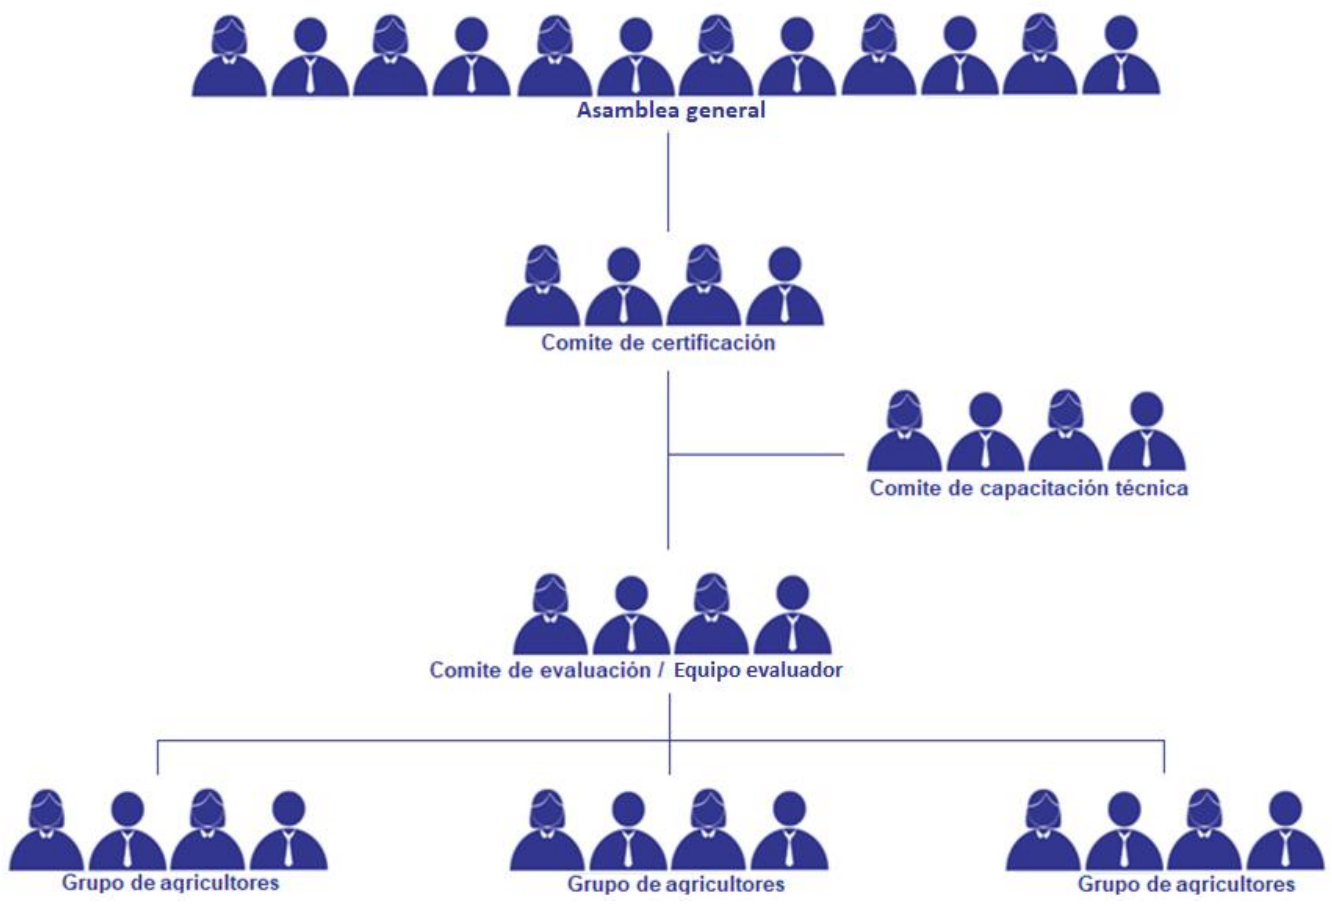 Asamblea general
Comite de certificación
Comite de capacitación técnica
Comite de evaluación / Equipo evaluador
Grupo de agricultores
Grupo de agricultores
Grupo de agricultores